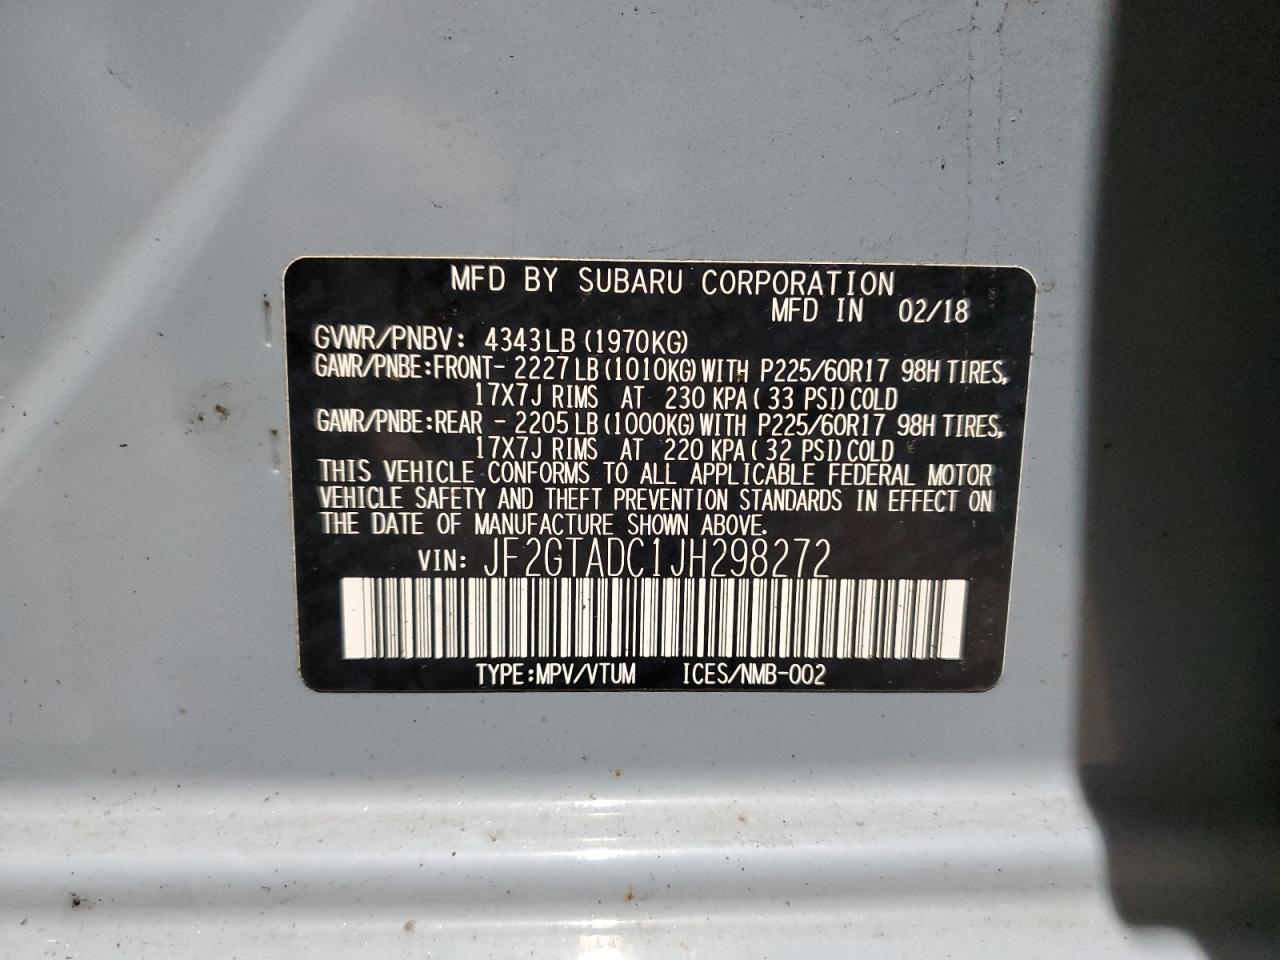 MFD BY SUBARU CORPORATION
MFD IN 02/18
GVWR/PNBV: 4343LB(1970KG)
GAWR/PNBE:FRONT- 2227LB(1010KG)WITH P225/60R17 98H TIRES,
17X7J RIMS AT 230 KPA( 33 PSI)COLD
GAWR/PNBE:REAR - 2205LB(1000KG)WITH P225/60R17 98H TIRES,
17X7J RIMS AT 220 KPA( 32 PSI)COLD
THIS VEHICLE CONFORMS TO ALL APPLICABLE FEDERAL MOTOR
VEHICLE SAFETY AND THEFT PREVENTION STANDARDS IN EFFECT ON
THE DATE OF MANUFACTURE SHOWN ABOVE.
VIN: JF2GTADC1JH298272
TYPE:MPV/VTUM ICES/NMB-002